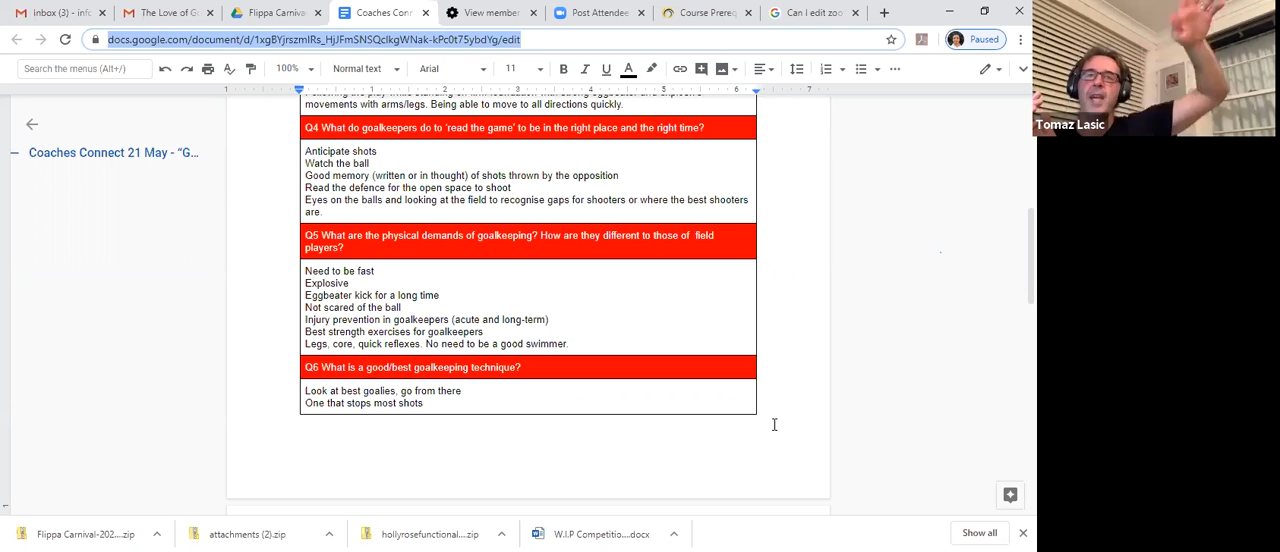 Inbox (3) - info
The Love of Go
Flippa Carniva
Coaches Conn
View member
Post Attendee
Course Prereq
Can I edit zoo
docs.google.com/document/d/1xgBYjrszmIRs_HjJFmSNSQcIkgWNak-kPc0t75ybdYg/edit
Paused
Search the menus (Alt+/)
100%
Normal text
Arial
11
B I U A
1 1 2 3 4 5 6 7
movements with arms/legs. Being able to move to all directions quickly.
Q4 What do goalkeepers do to 'read the game' to be in the right place and the right time?
Anticipate shots
Watch the ball
Good memory (written or in thought) of shots thrown by the opposition
Read the defence for the open space to shoot
Eyes on the balls and looking at the field to recognise gaps for shooters or where the best shooters
are.
Q5 What are the physical demands of goalkeeping? How are they different to those of field
players?
Need to be fast
Explosive
Eggbeater kick for a long time
Not scared of the ball
Injury prevention in goalkeepers (acute and long-term)
Best strength exercises for goalkeepers
Legs, core, quick reflexes. No need to be a good swimmer.
Q6 What is a good/best goalkeeping technique?
Look at best goalies, go from there
One that stops most shots
Coaches Connect 21 May - “G...
Tomaz Lasic
Flippa Carnival-202....zip
attachments (2).zip
hollyrosefunctional....zip
W.I.P Competitio....docx
Show all